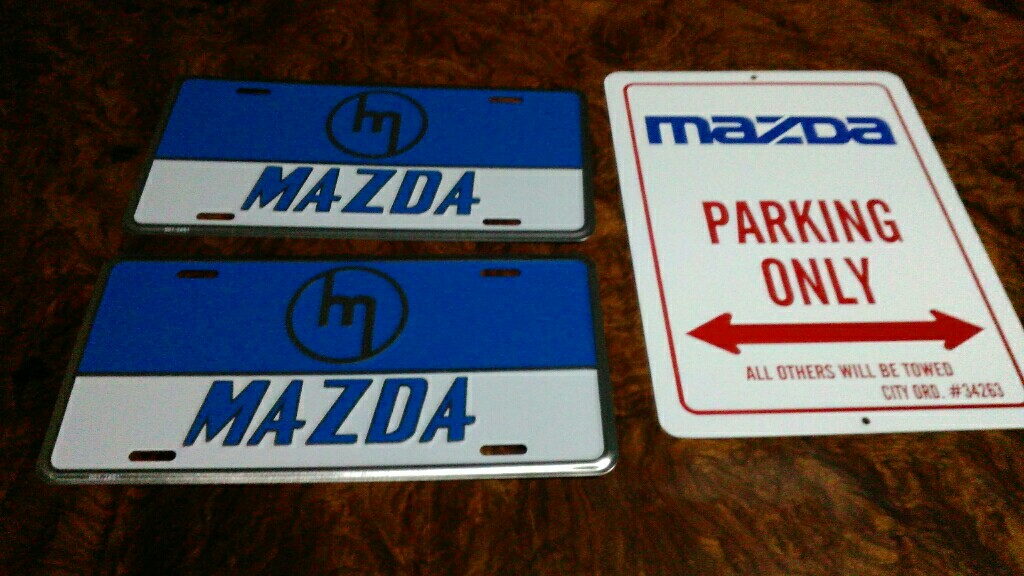 m
MAZDA
m
MAZDA
mazDa
PARKING
ONLY
ALL OTHERS WILL BE TOWED
CITY ORD. #34263